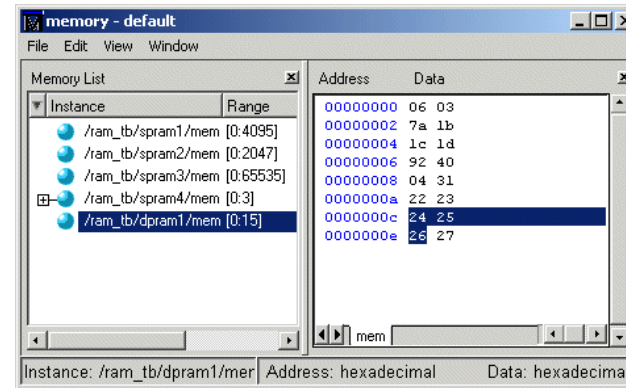 memory - default
File Edit View Window
Memory List
Instance Range
/ram_tb/spram1/mem [0:4095]
/ram_tb/spram2/mem [0:2047]
/ram_tb/spram3/mem [0:65535]
/ram_tb/spram4/mem [0:3]
/ram_tb/dpram1/mem [0:15]
Address Data
00000000 06 03
00000002 7a 1b
00000004 1c 1d
00000006 92 40
00000008 04 31
0000000a 22 23
0000000c 24 25
0000000e 26 27
mem
Instance: /ram_tb/dpram1/mer Address: hexadecimal Data: hexadecima